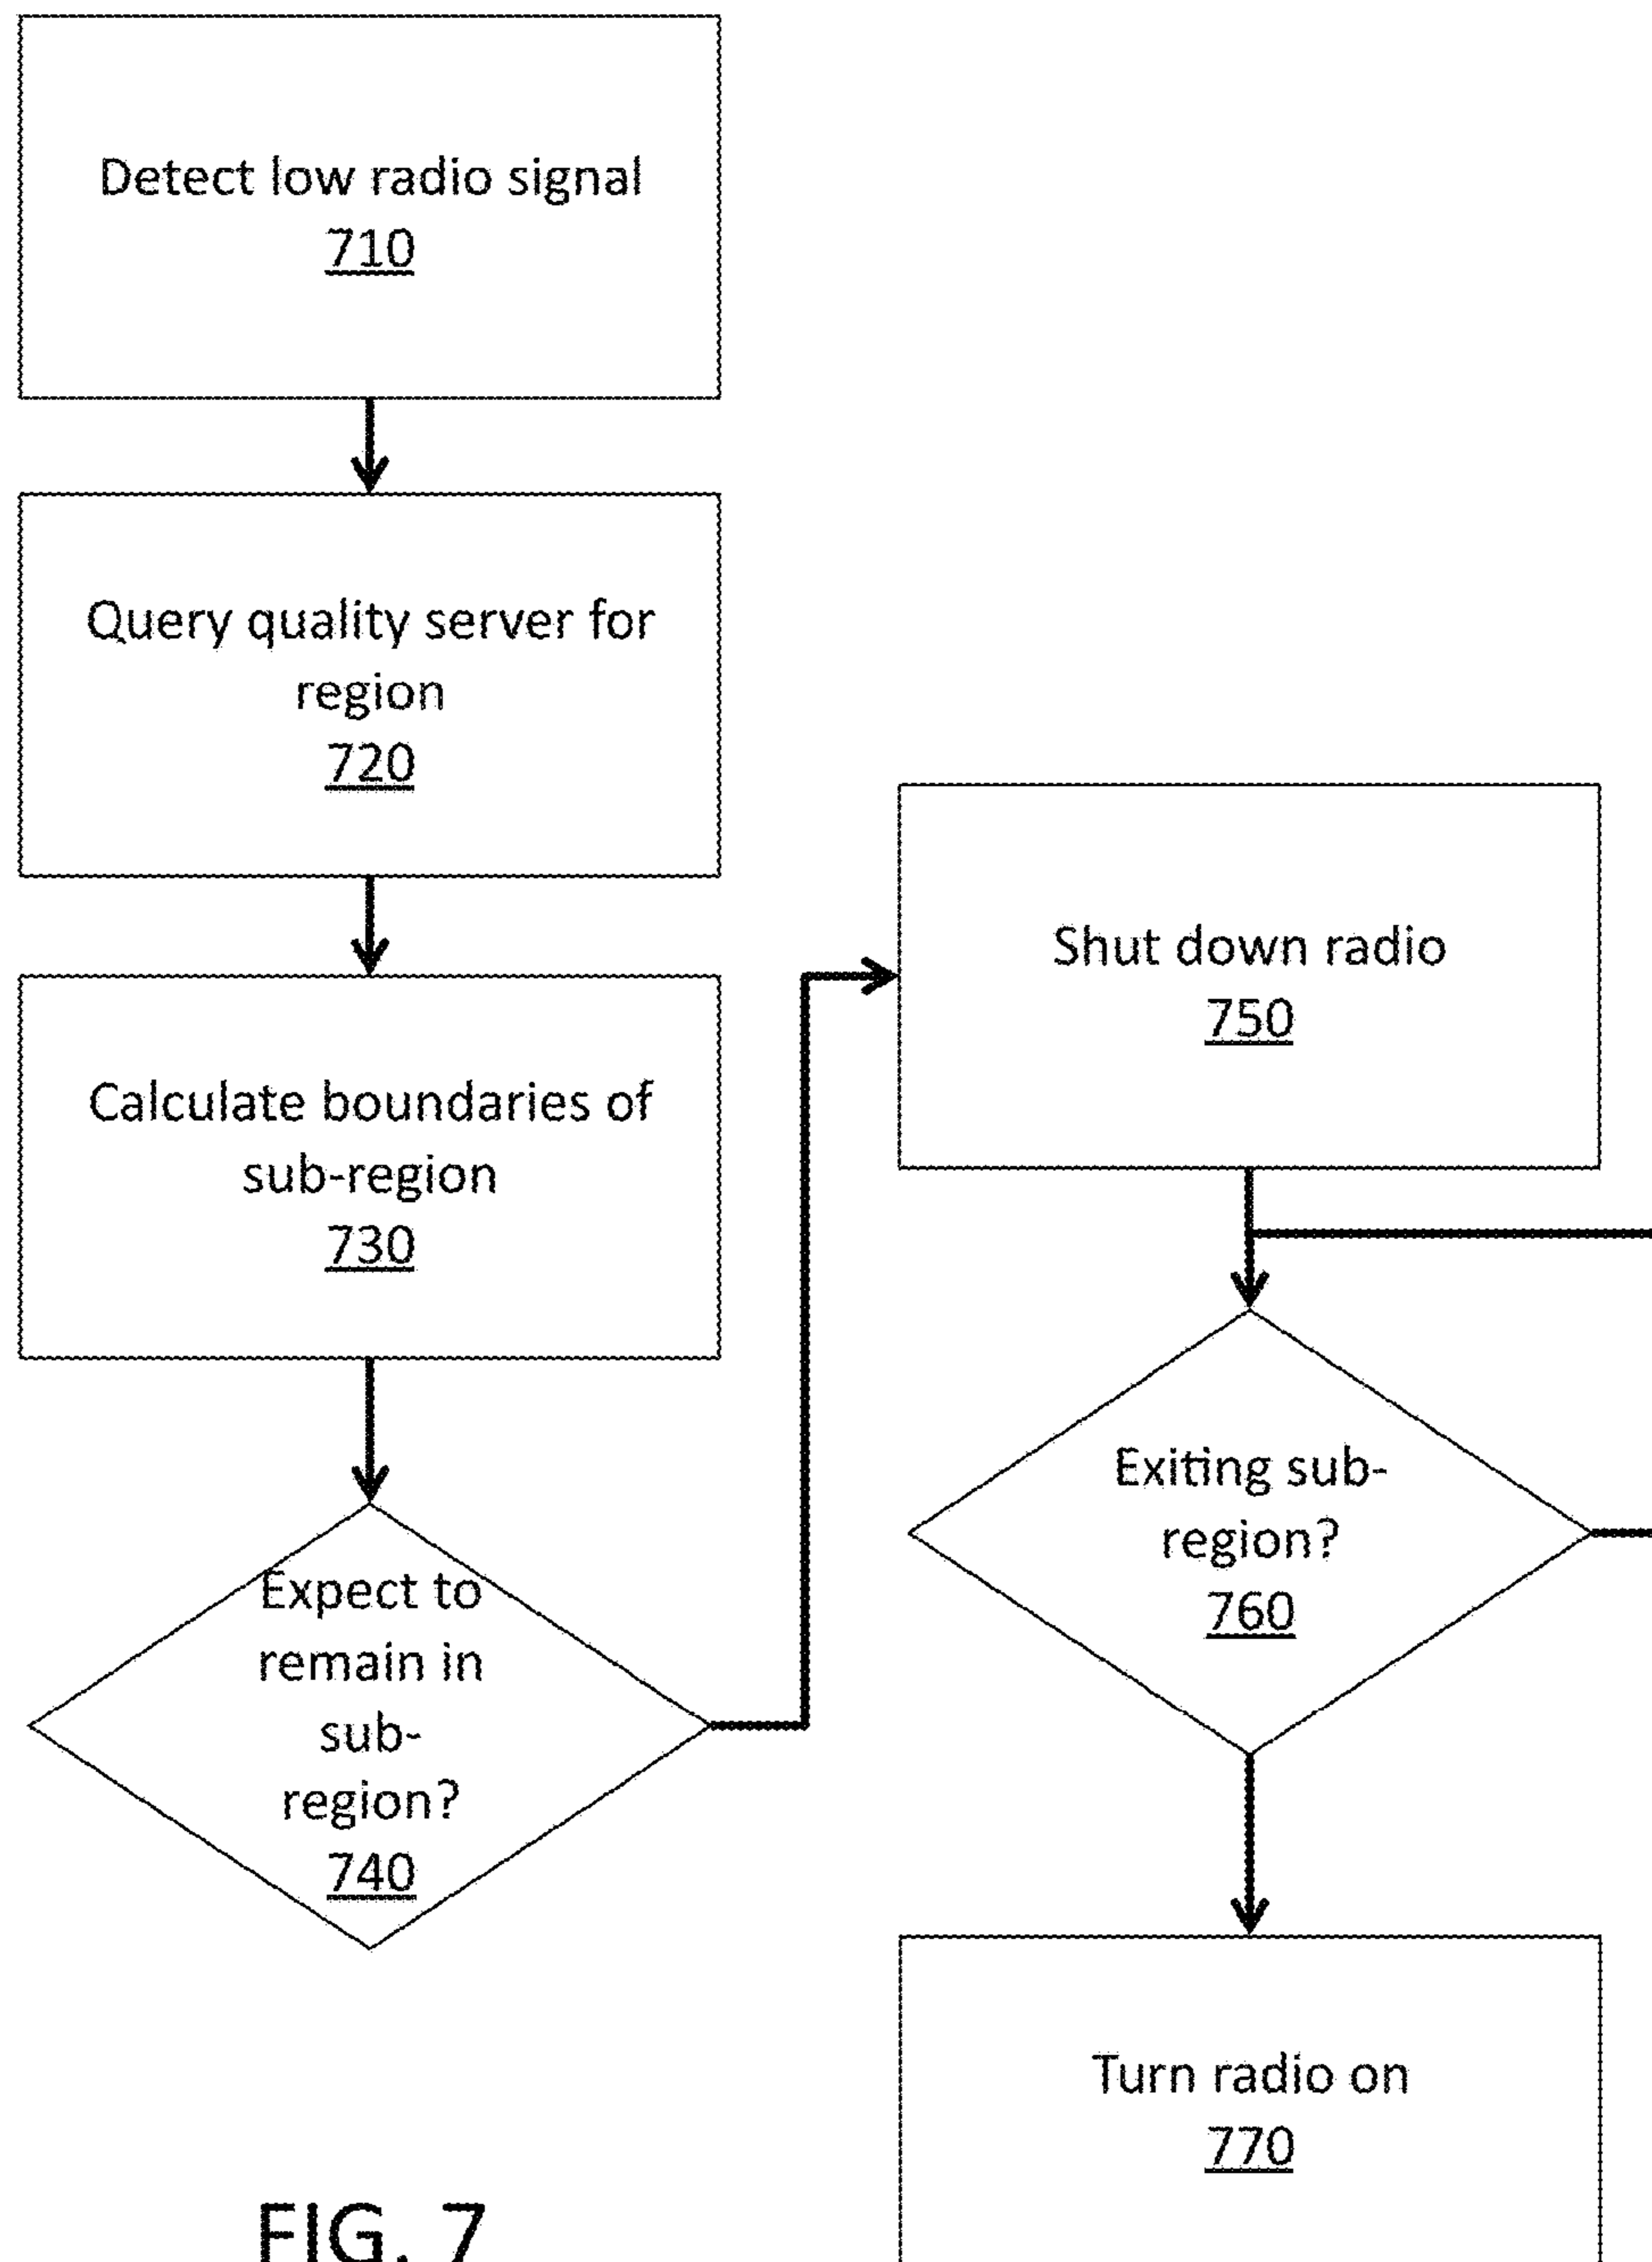 Detect low radio signal
710
Query quality server for
region
720
Calculate boundaries of
sub-region
730
Expect to
remain in
sub-
region?
740
Shut down radio
750
Exiting sub-
region?
760
Turn radio on
770
FIG. 7